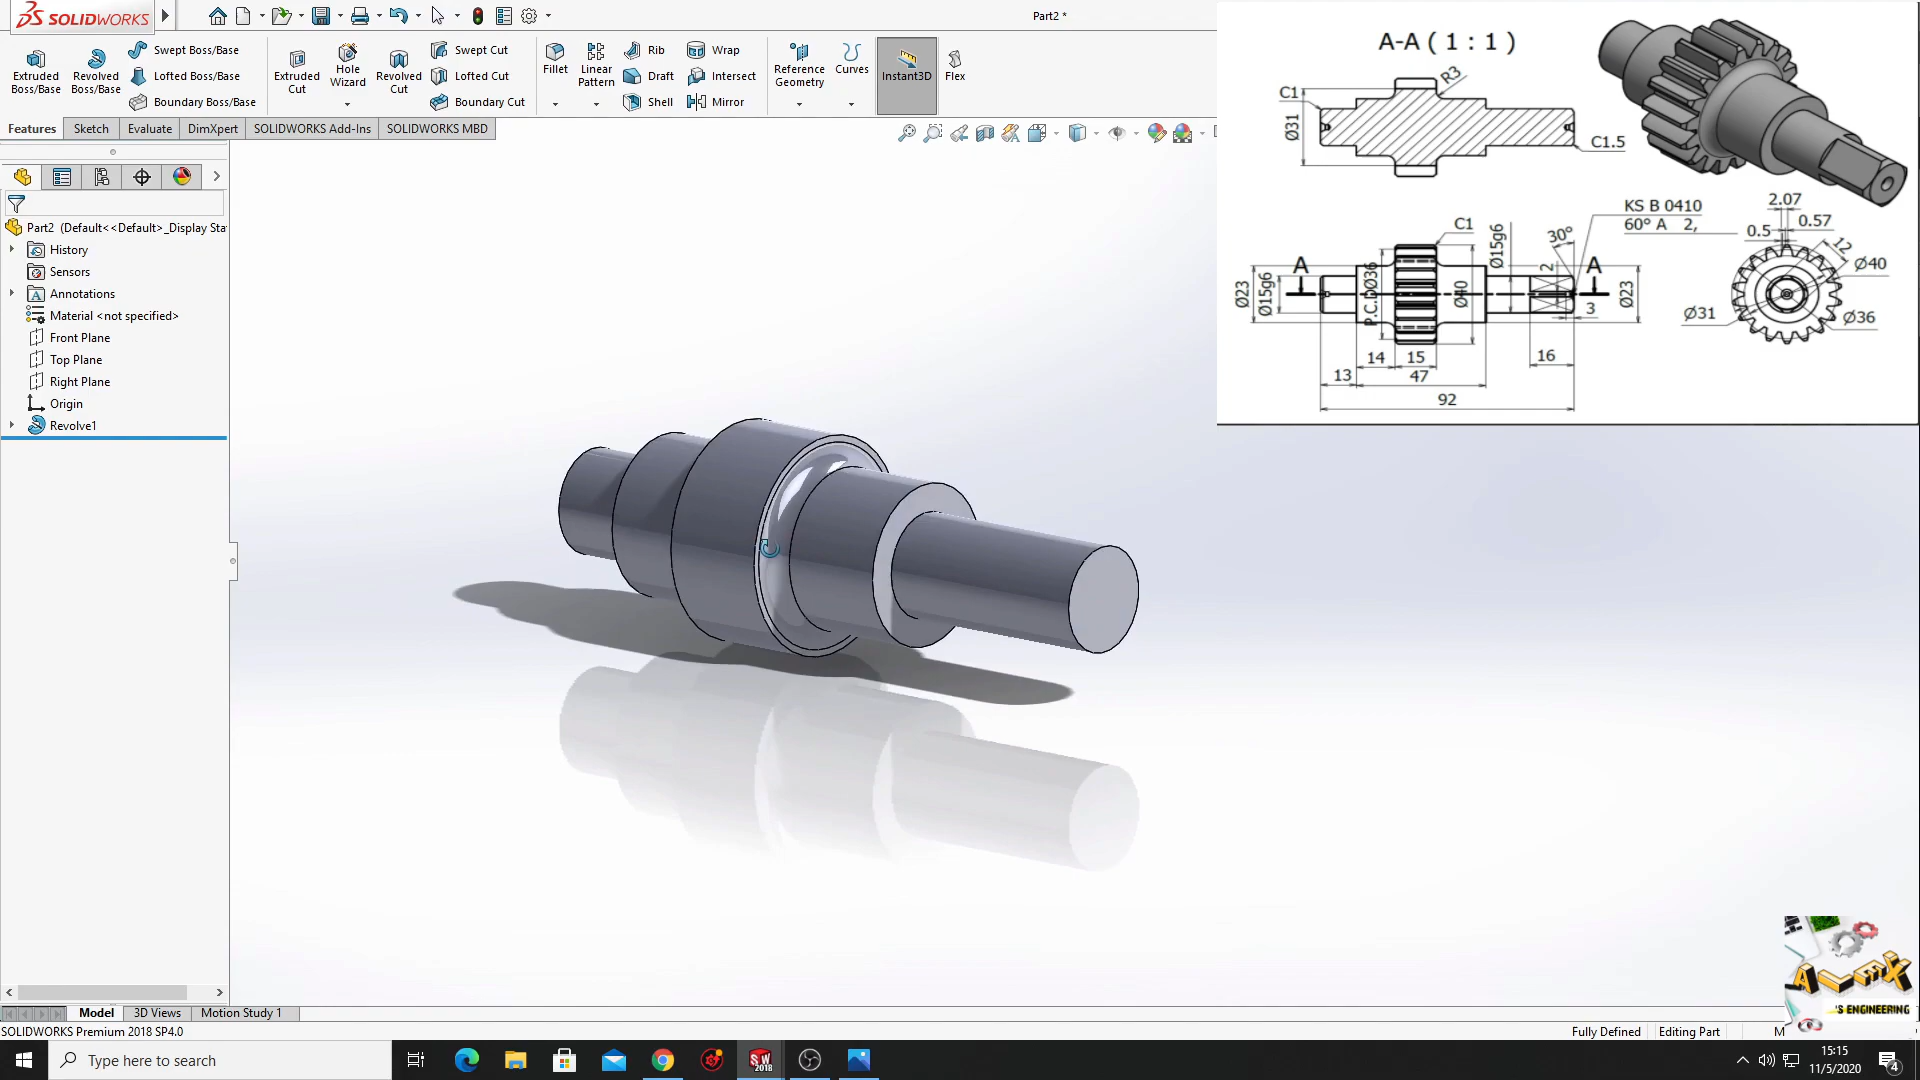 SOLIDWORKS
Part2 *
Extruded Boss/Base
Revolved Boss/Base
Swept Boss/Base
Lofted Boss/Base
Boundary Boss/Base
Extruded Cut
Hole Wizard
Revolved Cut
Swept Cut
Lofted Cut
Boundary Cut
Fillet
Linear Pattern
Rib
Draft
Shell
Wrap
Intersect
Mirror
Reference Geometry
Curves
Instant3D
Flex
Features
Sketch
Evaluate
DimXpert
SOLIDWORKS Add-Ins
SOLIDWORKS MBD
Part2 (Default<<Default>_Display Sta
History
Sensors
Annotations
Material <not specified>
Front Plane
Top Plane
Right Plane
Origin
Revolve1
A-A ( 1 : 1 )
R3
C1
Ø31
C1.5
KS B 0410
60° A 2,
C1
Ø15g6
30°
2
A
A
Ø23
Ø15g6
P.C.DØ36
Ø40
Ø23
3
14
15
16
13
47
92
2.07
0.57
0.5
12
Ø40
Ø31
Ø36
ALEX
'S ENGINEERING
Model
3D Views
Motion Study 1
SOLIDWORKS Premium 2018 SP4.0
Fully Defined
Editing Part
M
Type here to search
SW
2018
15:15
11/5/2020
4